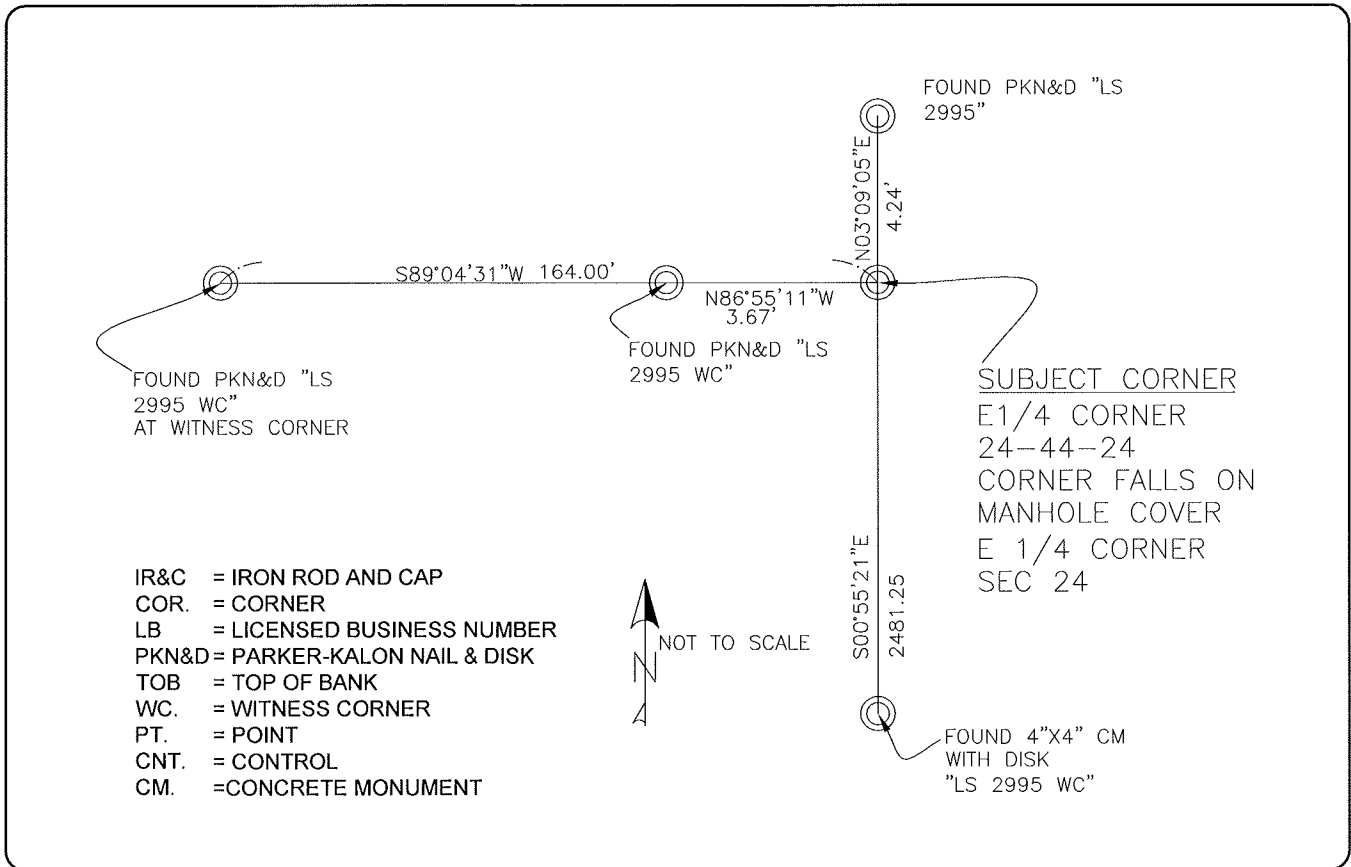 FOUND PKN&D "LS
2995"
N03°09'05"E
4.24'
S89°04'31"W 164.00'
N86°55'11"W
3.67'
FOUND PKN&D "LS
2995 WC"
AT WITNESS CORNER
FOUND PKN&D "LS
2995 WC"
SUBJECT CORNER
E1/4 CORNER
24-44-24
CORNER FALLS ON
MANHOLE COVER
E 1/4 CORNER
SEC 24
S00°55'21"E
2481.25
IR&C = IRON ROD AND CAP
COR. = CORNER
LB = LICENSED BUSINESS NUMBER
PKN&D= PARKER-KALON NAIL & DISK
TOB = TOP OF BANK
WC. = WITNESS CORNER
PT. = POINT
CNT. = CONTROL
CM. =CONCRETE MONUMENT
N
NOT TO SCALE
FOUND 4"X4" CM
WITH DISK
"LS 2995 WC"